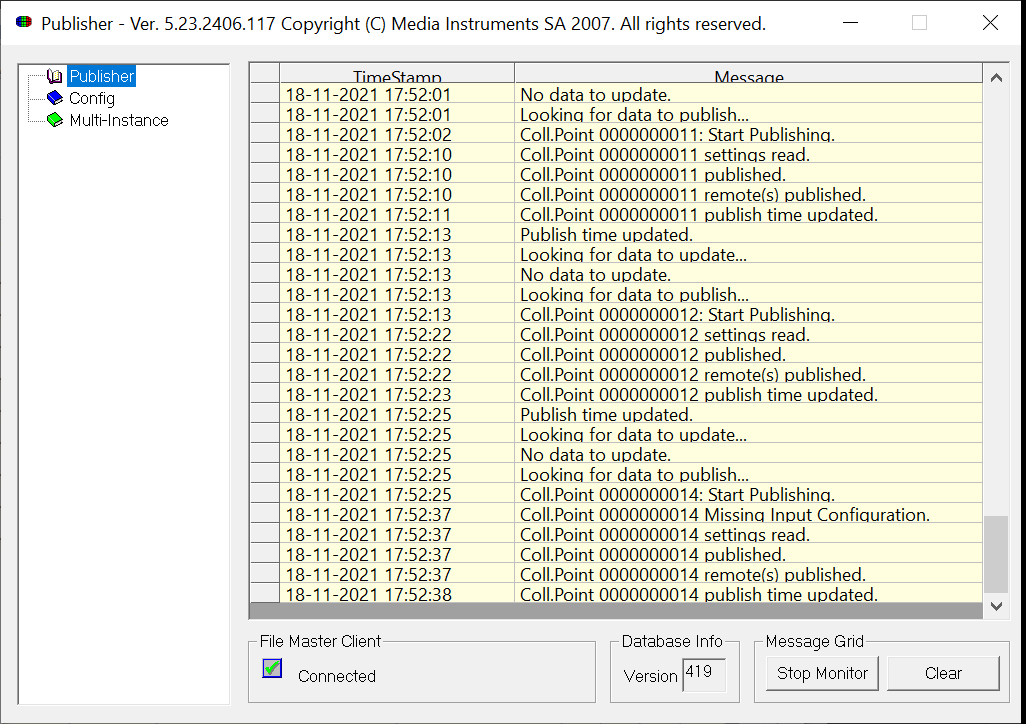 Publisher - Ver. 5.23.2406.117 Copyright (C) Media Instruments SA 2007. All rights reserved.
Publisher
Config
Multi-Instance
TimeStamp Message
18-11-2021 17:52:01 No data to update.
18-11-2021 17:52:01 Looking for data to publish...
18-11-2021 17:52:02 Coll.Point 0000000011: Start Publishing.
18-11-2021 17:52:10 Coll.Point 0000000011 settings read.
18-11-2021 17:52:10 Coll.Point 0000000011 published.
18-11-2021 17:52:10 Coll.Point 0000000011 remote(s) published.
18-11-2021 17:52:11 Coll.Point 0000000011 publish time updated.
18-11-2021 17:52:13 Publish time updated.
18-11-2021 17:52:13 Looking for data to update...
18-11-2021 17:52:13 No data to update.
18-11-2021 17:52:13 Looking for data to publish...
18-11-2021 17:52:13 Coll.Point 0000000012: Start Publishing.
18-11-2021 17:52:22 Coll.Point 0000000012 settings read.
18-11-2021 17:52:22 Coll.Point 0000000012 published.
18-11-2021 17:52:22 Coll.Point 0000000012 remote(s) published.
18-11-2021 17:52:23 Coll.Point 0000000012 publish time updated.
18-11-2021 17:52:25 Publish time updated.
18-11-2021 17:52:25 Looking for data to update...
18-11-2021 17:52:25 No data to update.
18-11-2021 17:52:25 Looking for data to publish...
18-11-2021 17:52:25 Coll.Point 0000000014: Start Publishing.
18-11-2021 17:52:37 Coll.Point 0000000014 Missing Input Configuration.
18-11-2021 17:52:37 Coll.Point 0000000014 settings read.
18-11-2021 17:52:37 Coll.Point 0000000014 published.
18-11-2021 17:52:37 Coll.Point 0000000014 remote(s) published.
18-11-2021 17:52:38 Coll.Point 0000000014 publish time updated.
File Master Client
Connected
Database Info
Version 419
Message Grid
Stop Monitor
Clear